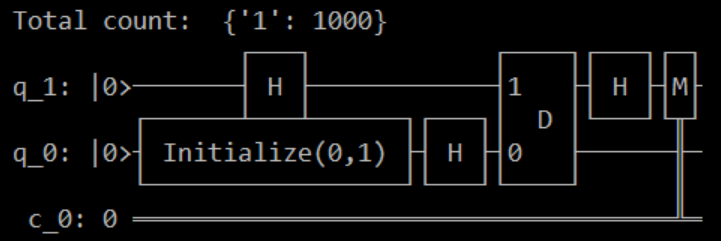 Total count:  {'1': 1000}
q_1: |0> H 1 H M
D
q_0: |0> Initialize(0,1) H 0
c_0: 0